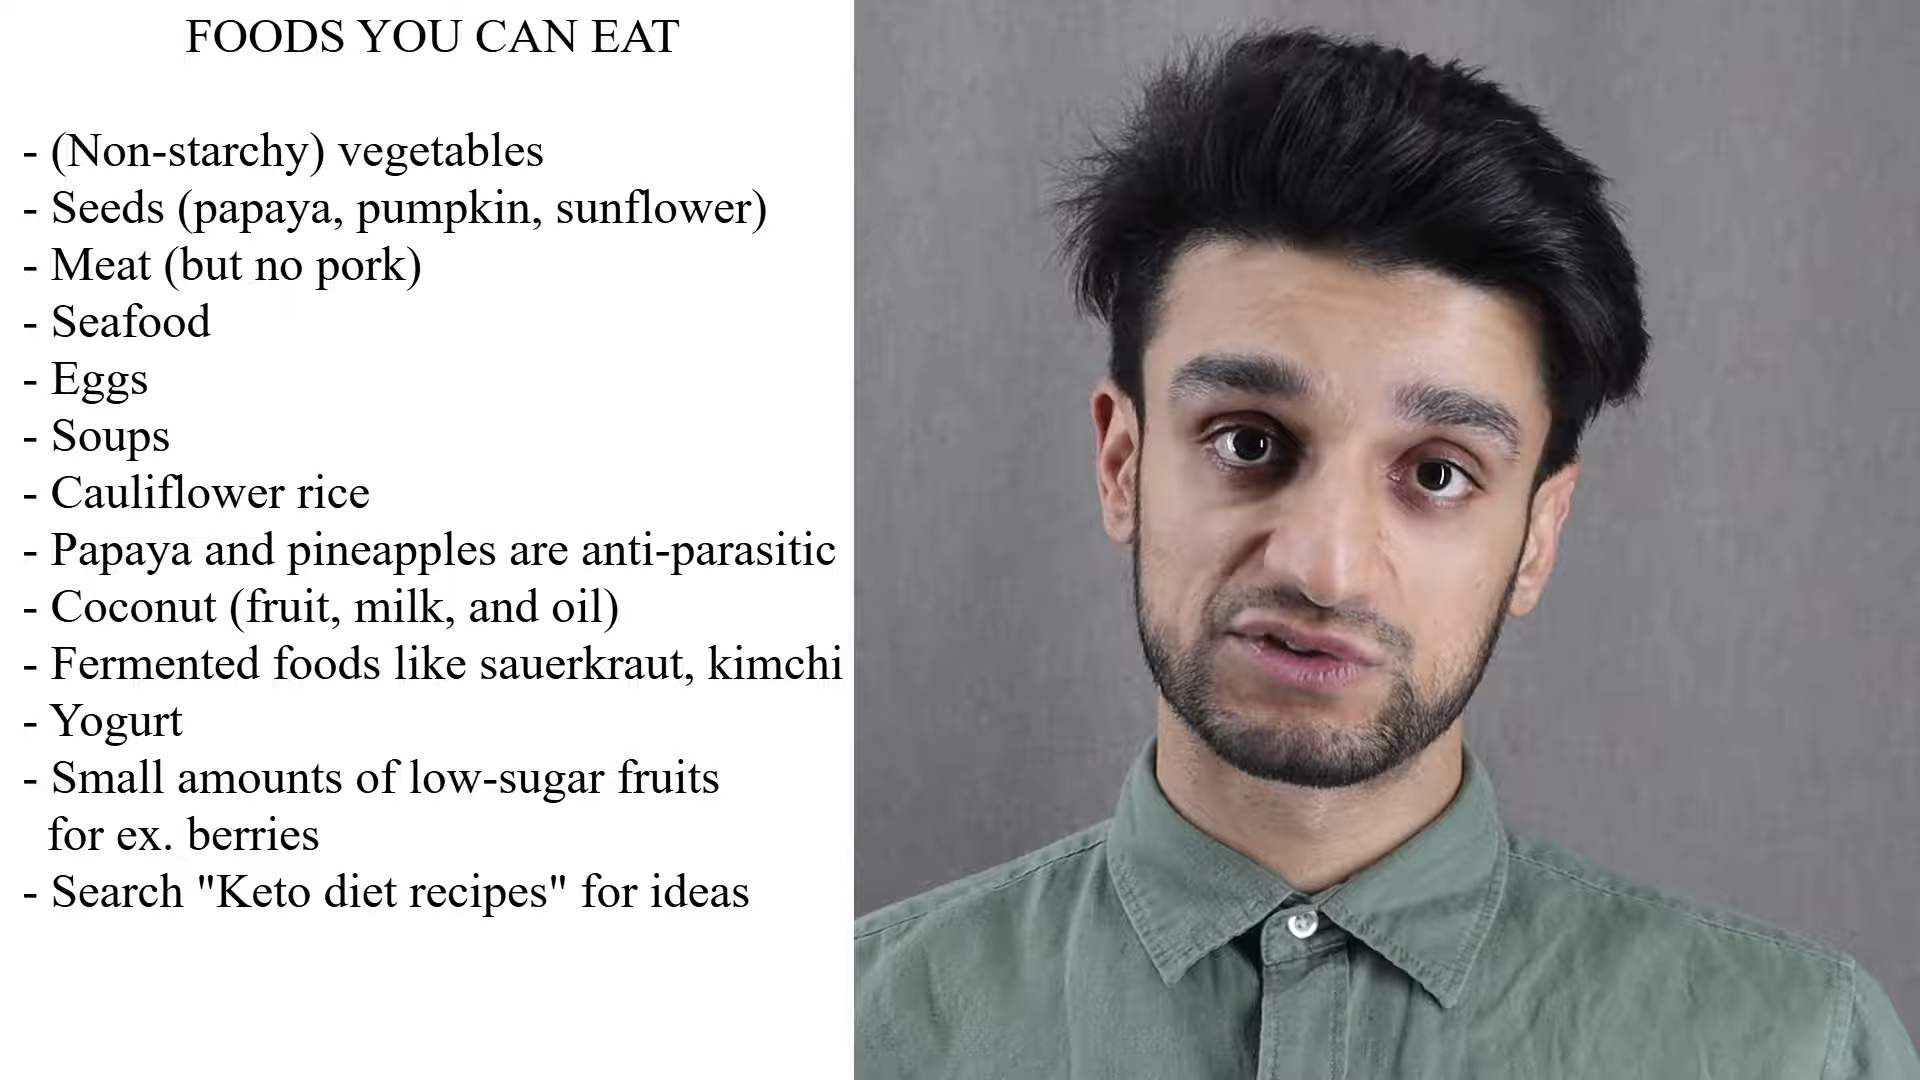 FOODS YOU CAN EAT
- (Non-starchy) vegetables
- Seeds (papaya, pumpkin, sunflower)
- Meat (but no pork)
- Seafood
- Eggs
- Soups
- Cauliflower rice
- Papaya and pineapples are anti-parasitic
- Coconut (fruit, milk, and oil)
- Fermented foods like sauerkraut, kimchi
- Yogurt
- Small amounts of low-sugar fruits
for ex. berries
- Search "Keto diet recipes" for ideas